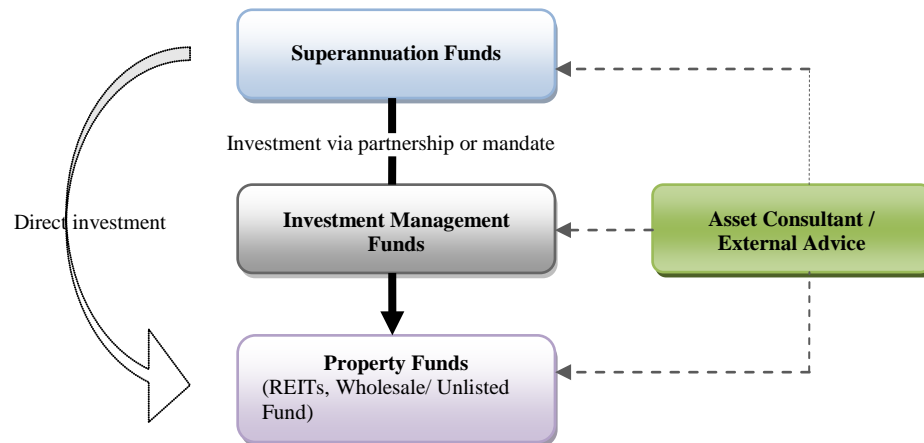 Superannuation Funds
Investment via partnership or mandate
Direct investment
Investment Management
Funds
Asset Consultant /
External Advice
Property Funds
(REITs, Wholesale/ Unlisted
Fund)